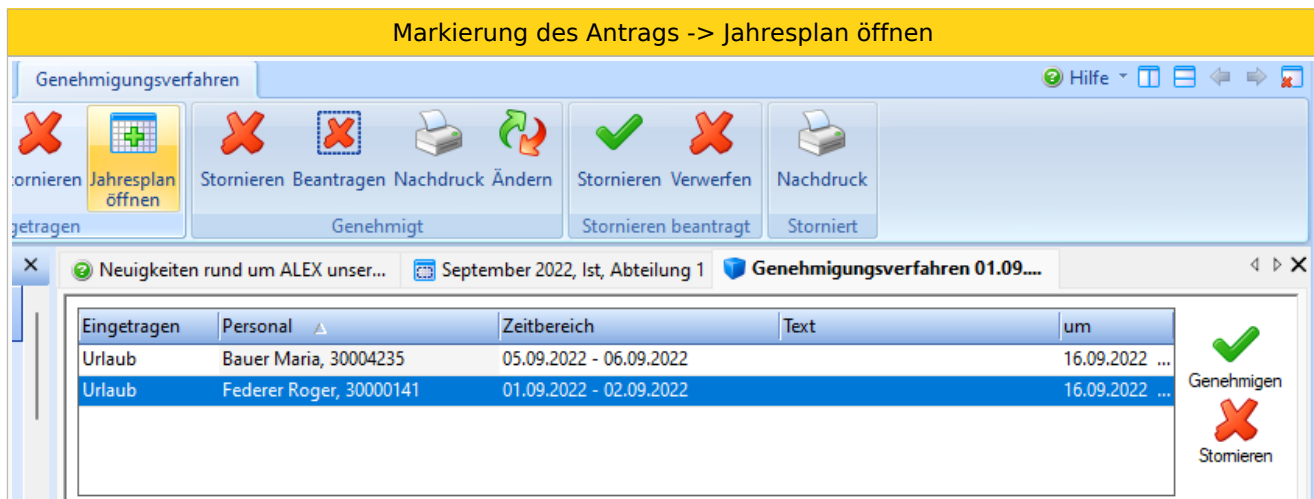 Markierung des Antrags -> Jahresplan öffnen
Genehmigungsverfahren
Hilfe
ornieren Jahresplan öffnen
Stornieren Beantragen Nachdruck Ändern
Stornieren Verwerfen
Nachdruck
getragen
Genehmigt
Stornieren beantragt
Storniert
Neuigkeiten rund um ALEX unser...
September 2022, Ist, Abteilung 1
Genehmigungsverfahren 01.09....
Eingetragen Personal Zeitbereich Text um
Urlaub Bauer Maria, 30004235 05.09.2022 - 06.09.2022 16.09.2022 ...
Urlaub Federer Roger, 30000141 01.09.2022 - 02.09.2022 16.09.2022 ...
Genehmigen
Stornieren